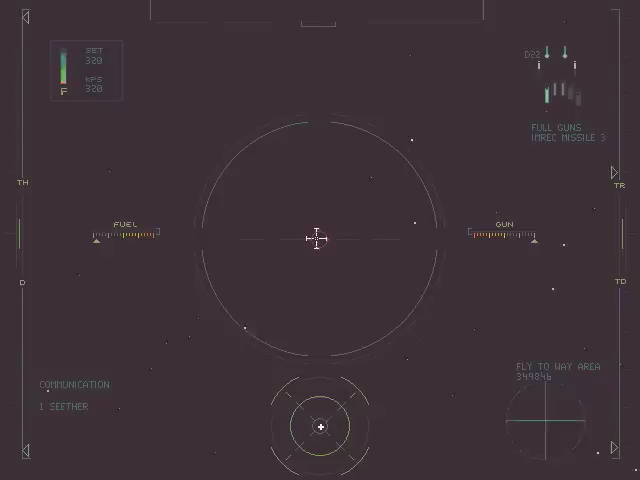 SET
320
KPS
320
F
D22
FULL GUNS
IMREC MISSILE 3
TH
TR
FUEL
GUN
D
TD
FLY TO WAY AREA
349846
COMMUNICATION
1 SEETHER